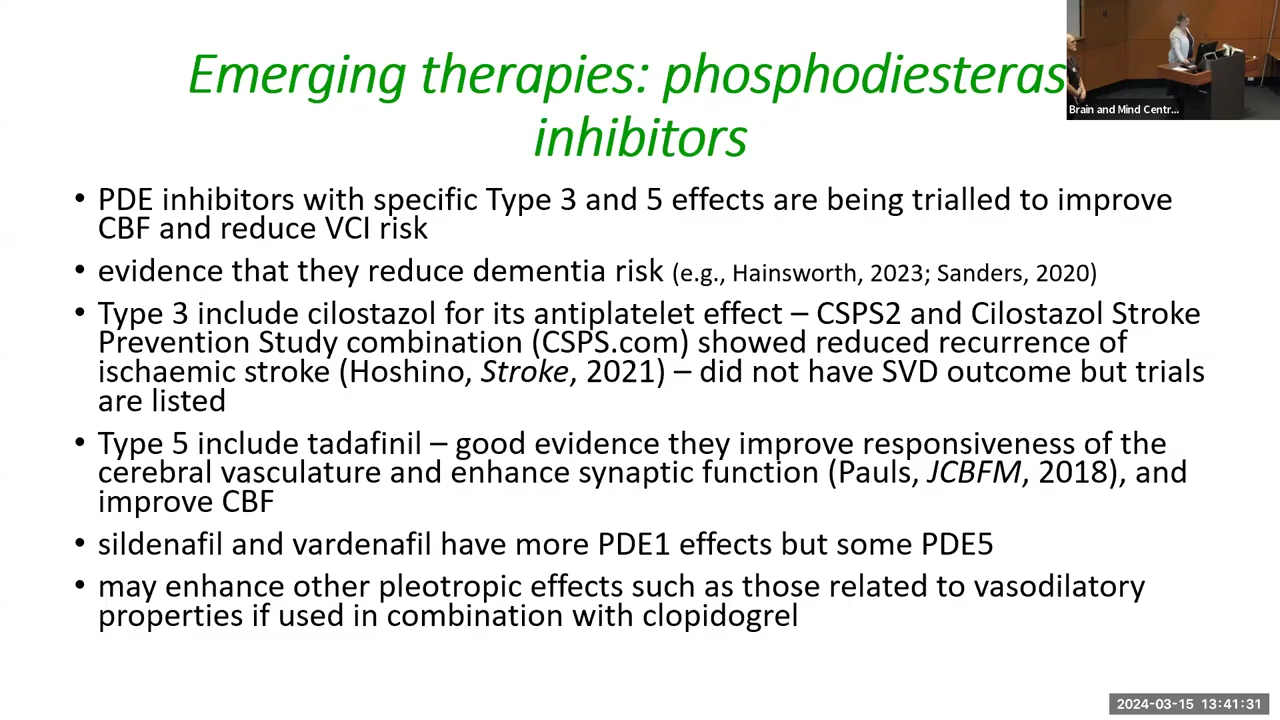 Emerging therapies: phosphodiesteras
inhibitors
Brain and Mind Centr...
• PDE inhibitors with specific Type 3 and 5 effects are being trialled to improve
CBF and reduce VCI risk
• evidence that they reduce dementia risk (e.g., Hainsworth, 2023; Sanders, 2020)
• Type 3 include cilostazol for its antiplatelet effect – CSPS2 and Cilostazol Stroke
Prevention Study combination (CSPS.com) showed reduced recurrence of
ischaemic stroke (Hoshino, Stroke, 2021) – did not have SVD outcome but trials
are listed
• Type 5 include tadafinil – good evidence they improve responsiveness of the
cerebral vasculature and enhance synaptic function (Pauls, JCBFM, 2018), and
improve CBF
• sildenafil and vardenafil have more PDE1 effects but some PDE5
• may enhance other pleotropic effects such as those related to vasodilatory
properties if used in combination with clopidogrel
2024-03-15 13:41:31